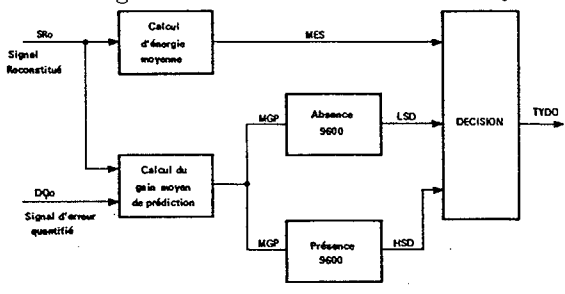 SRo
Signal
Reconstitué
Calcul
d'énergie
moyenne
MES
MGP
Absence
9600
LSD
DECISION
TYDO
DQo
Signal d'erreur
quantifié
Calcul du
gain moyen
de prédiction
MGP
Présence
9600
HSD